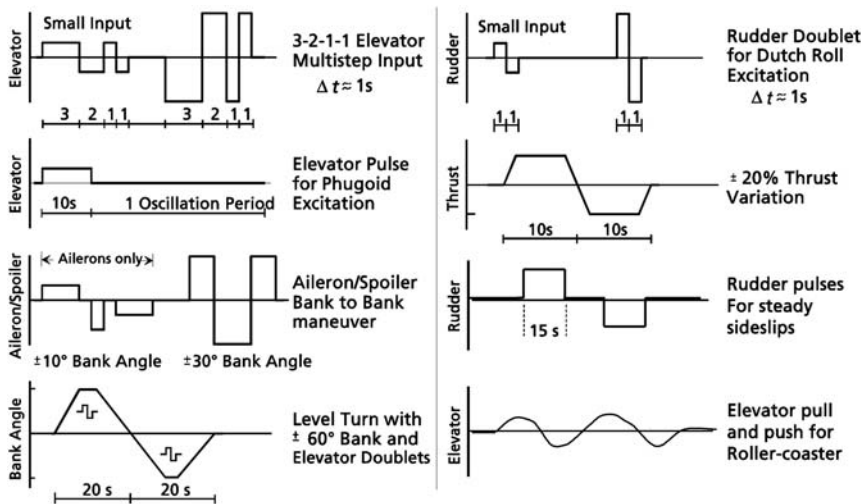 Small Input
Elevator
3-2-1-1 Elevator
Multistep Input
Δ t ≈ 1s
3 2 1 1 3 2 1 1
Elevator
Elevator Pulse
for Phugoid
Excitation
10s 1 Oscillation Period
Aileron/Spoiler
Ailerons only
Aileron/Spoiler
Bank to Bank
maneuver
±10° Bank Angle ±30° Bank Angle
Bank Angle
Level Turn with
± 60° Bank and
Elevator Doublets
20 s 20 s
Small Input
Rudder
Rudder Doublet
for Dutch Roll
Excitation
Δ t ≈ 1s
1 1 1 1
Thrust
± 20% Thrust
Variation
10s 10s
Rudder
Rudder pulses
For steady
sideslips
15 s
Elevator
Elevator pull
and push for
Roller-coaster